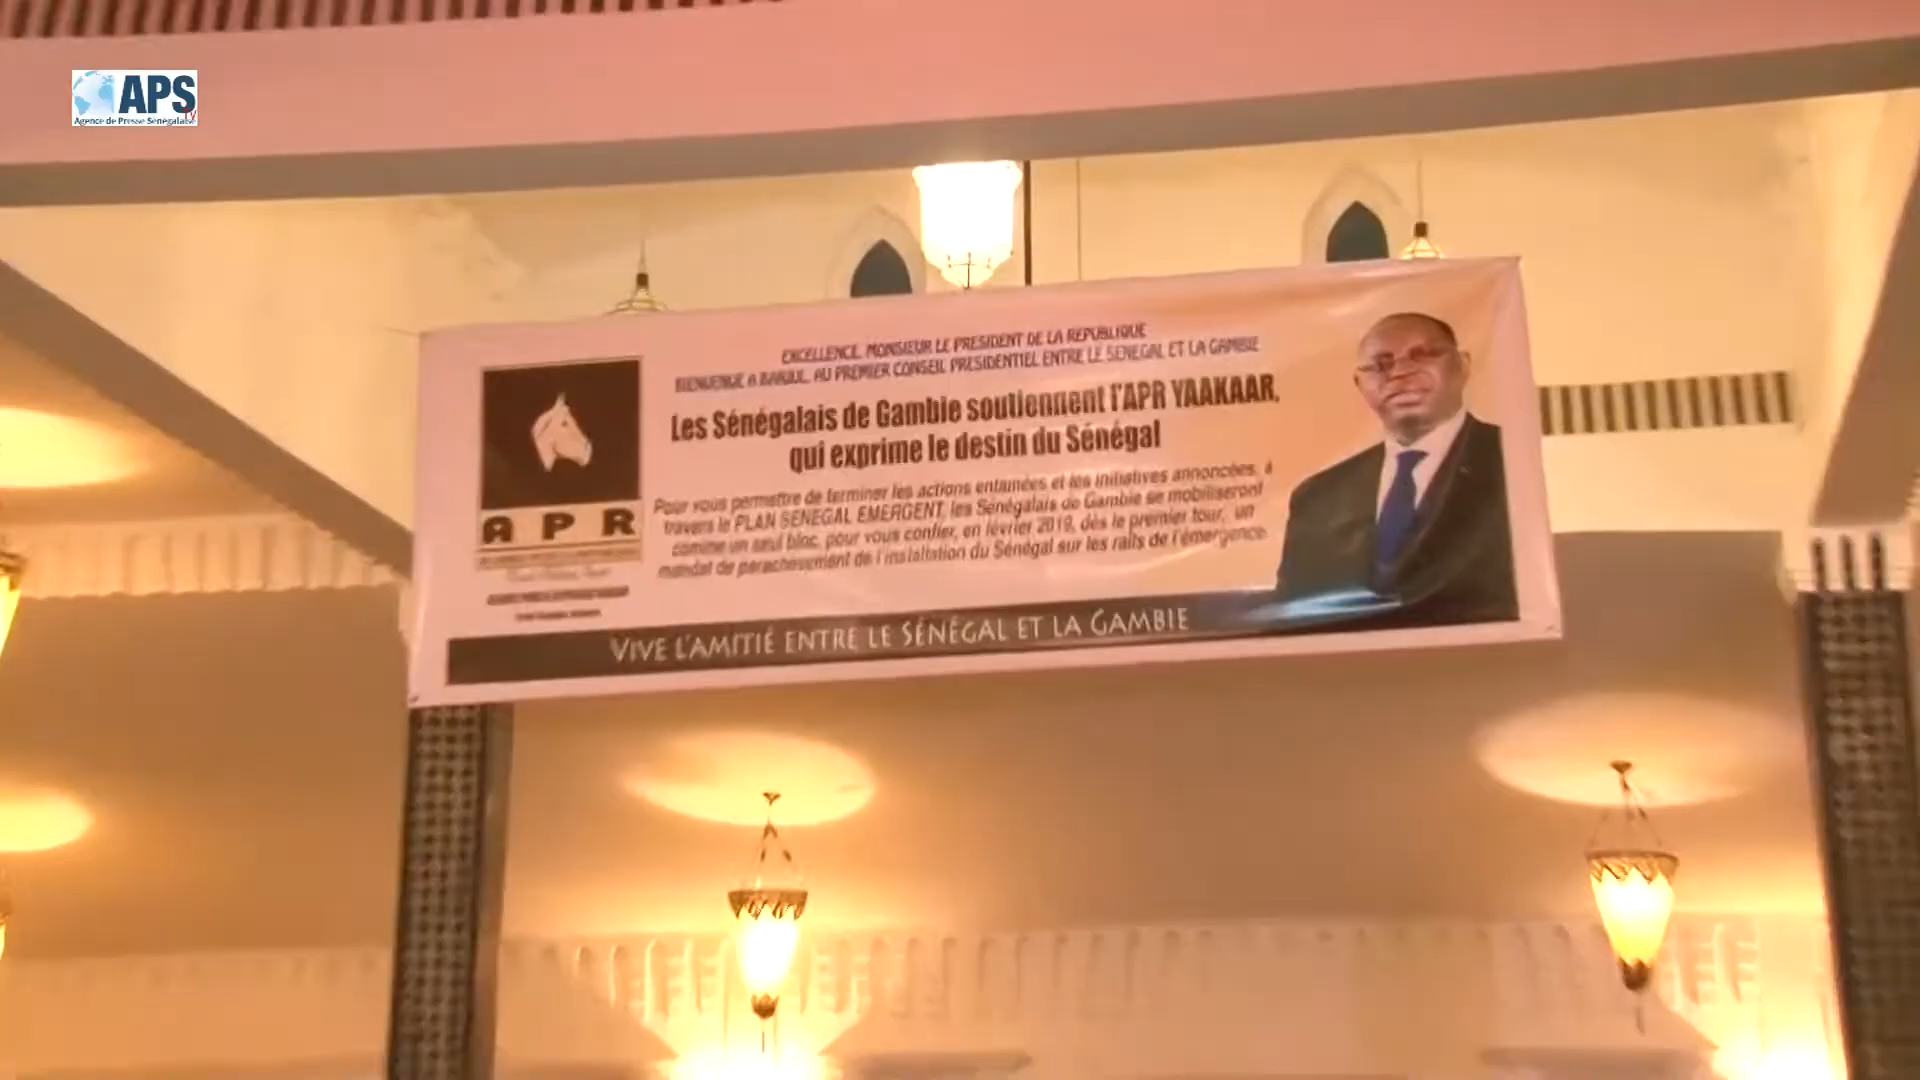 APS
TV
Agence de Presse Sénégalaise
EXCELLENCE, MONSIEUR LE PRESIDENT DE LA REPUBLIQUE
BIENVENUE A BANJUL, AU PREMIER CONSEIL PRESIDENTIEL ENTRE LE SENEGAL ET LA GAMBIE
Les Sénégalais de Gambie soutiennent l'APR YAAKAAR,
qui exprime le destin du Sénégal
Pour vous permettre de terminer les actions entamées et les initiatives annoncées, à
travers le PLAN SENEGAL EMERGENT, les Sénégalais de Gambie se mobiliseront
comme un seul bloc, pour vous confier, en février 2019, dès le premier tour, un
mandat de parachèvement de l'installation du Sénégal sur les rails de l'émergence
APR
VIVE L'AMITIÉ ENTRE LE SÉNÉGAL ET LA GAMBIE